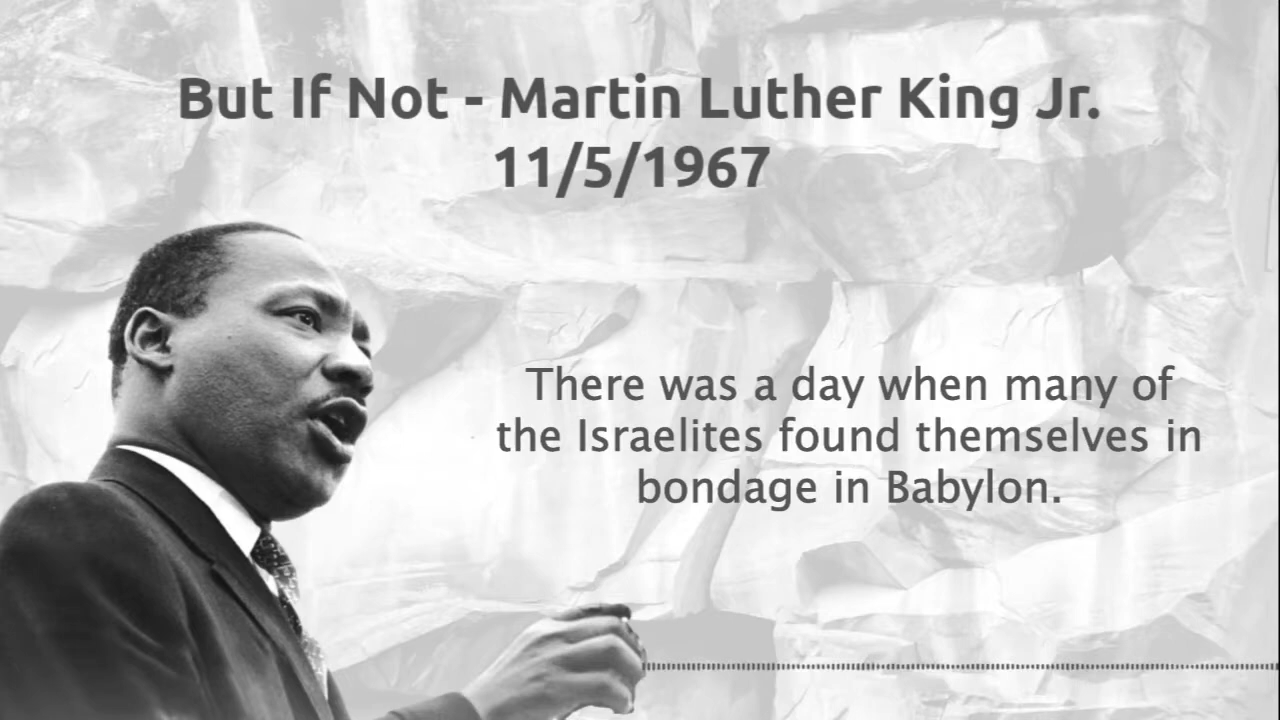 But If Not - Martin Luther King Jr.
11/5/1967
There was a day when many of
the Israelites found themselves in
bondage in Babylon.